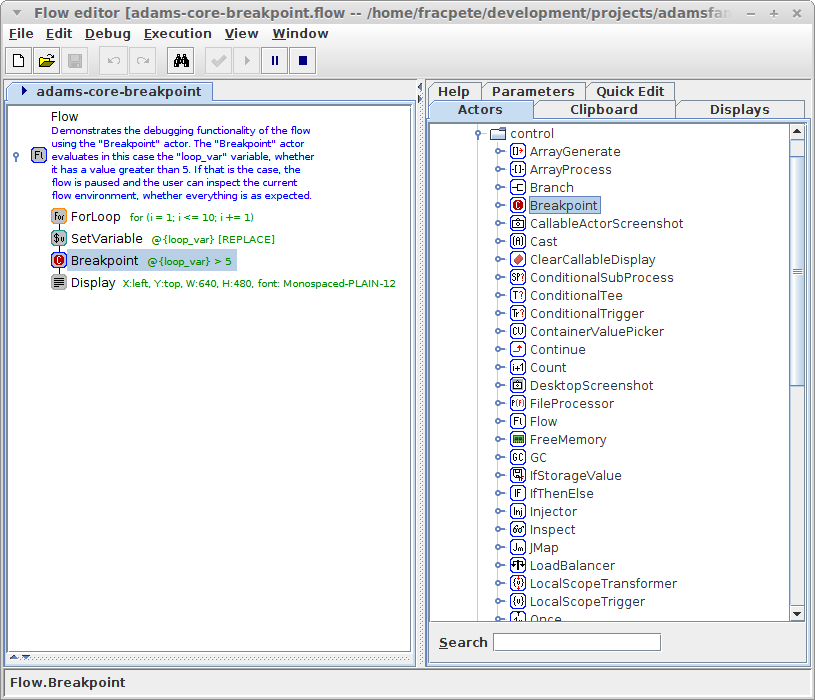 Flow editor [adams-core-breakpoint.flow -- /home/fracpete/development/projects/adamsfam
File Edit Debug Execution View Window
adams-core-breakpoint
Flow
Demonstrates the debugging functionality of the flow
using the "Breakpoint" actor. The "Breakpoint" actor
evaluates in this case the "loop_var" variable, whether
it has a value greater than 5. If that is the case, the
flow is paused and the user can inspect the current
flow environment, whether everything is as expected.
ForLoop for (i = 1; i <= 10; i += 1)
SetVariable @{loop_var} [REPLACE]
Breakpoint @{loop_var} > 5
Display X:left, Y:top, W:640, H:480, font: Monospaced-PLAIN-12
Help Parameters Quick Edit
Actors Clipboard Displays
control
ArrayGenerate
ArrayProcess
Branch
Breakpoint
CallableActorScreenshot
Cast
ClearCallableDisplay
ConditionalSubProcess
ConditionalTee
ConditionalTrigger
ContainerValuePicker
Continue
Count
DesktopScreenshot
FileProcessor
Flow
FreeMemory
GC
IfStorageValue
IfThenElse
Injector
Inspect
JMap
LoadBalancer
LocalScopeTransformer
LocalScopeTrigger
Once
Search
Flow.Breakpoint